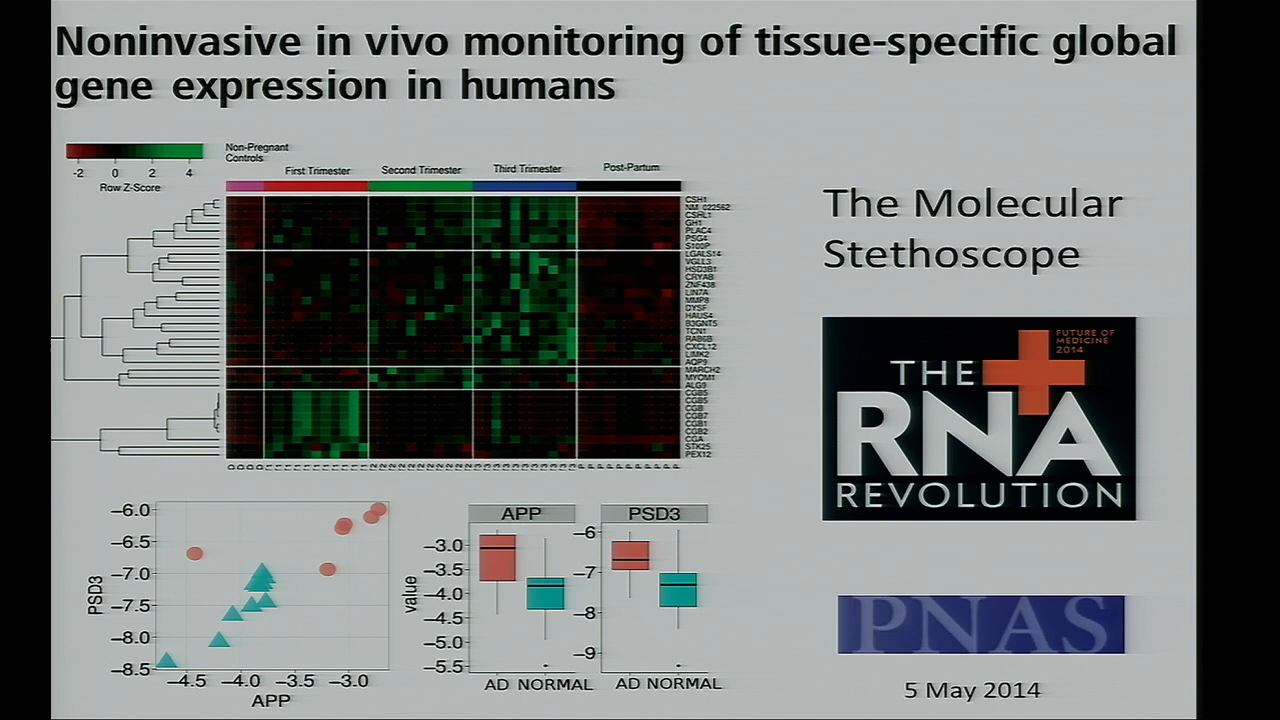 Noninvasive in vivo monitoring of tissue-specific global
gene expression in humans
-2 0 2 4
Row Z-Score
Non-Pregnant
Controls
First Trimester
Second Trimester
Third Trimester
Post-Partum
CSH1
NM_022562
CSHL1
GH1
PLAC4
PSG4
S100P
LGALS14
VGLL3
HSD3B1
CRYAB
ZNF438
LIN7A
MMP8
DYSF
HAUS4
B3GNT5
TCN1
RAB6B
CXCL12
LIMK2
AQP9
MARCH2
MYOM1
ALG9
CGB5
CGB5
CGB
CGB7
CGB1
CGB2
CGA
STK25
PEX12
The Molecular
Stethoscope
FUTURE OF
MEDICINE
2014
THE
RNA
REVOLUTION
PSD3
−6.0
−6.5
−7.0
−7.5
−8.0
−8.5
−4.5 −4.0 −3.5 −3.0
APP
value
APP
−3.0
−3.5
−4.0
−4.5
−5.0
−5.5
AD NORMAL
PSD3
−6
−7
−8
−9
AD NORMAL
PNAS
5 May 2014